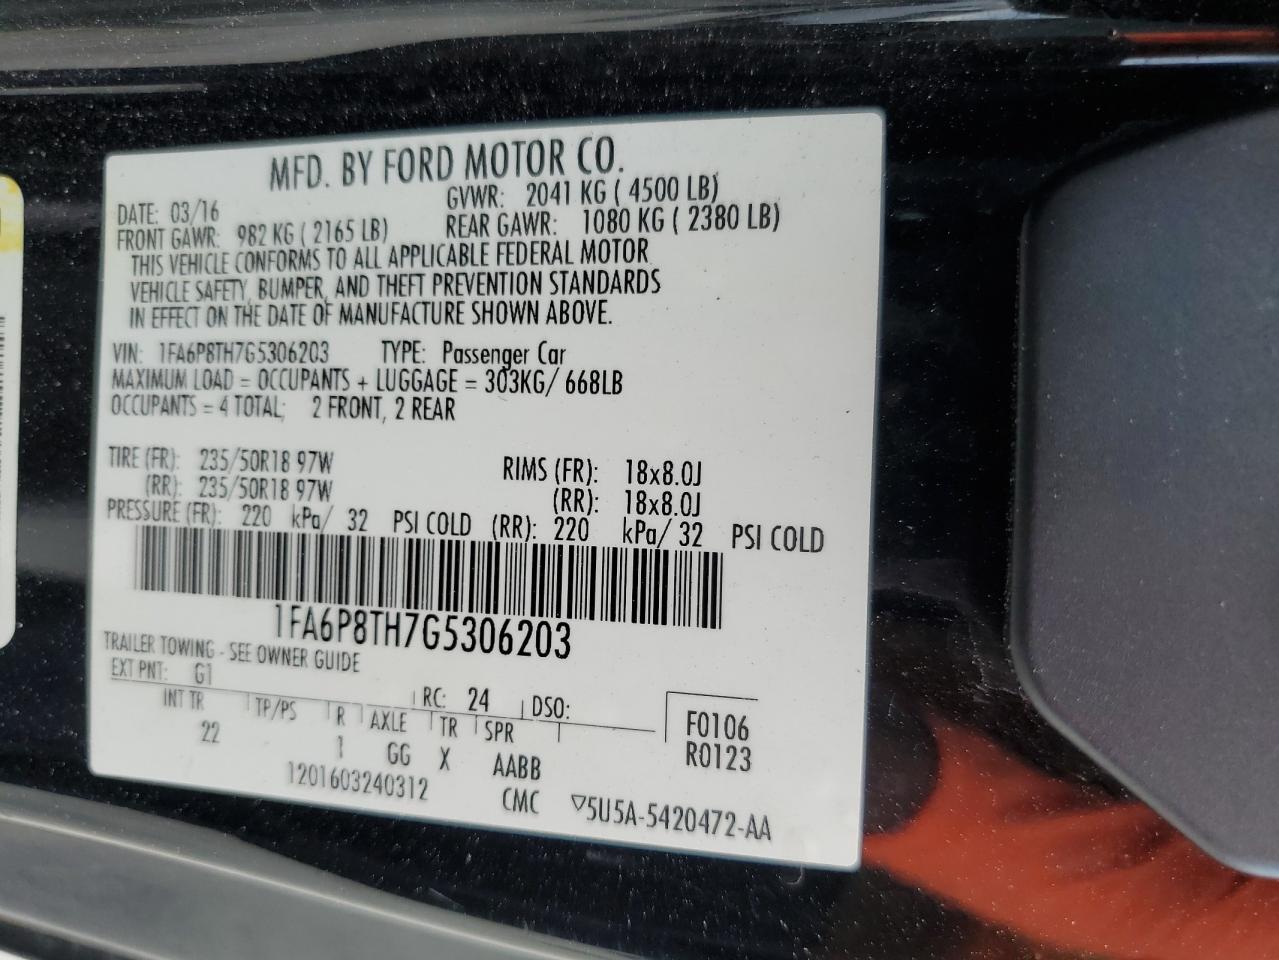 MFD. BY FORD MOTOR CO.
DATE: 03/16 GVWR: 2041 KG ( 4500 LB)
FRONT GAWR: 982 KG ( 2165 LB) REAR GAWR: 1080 KG ( 2380 LB)
THIS VEHICLE CONFORMS TO ALL APPLICABLE FEDERAL MOTOR
VEHICLE SAFETY, BUMPER, AND THEFT PREVENTION STANDARDS
IN EFFECT ON THE DATE OF MANUFACTURE SHOWN ABOVE.
VIN: 1FA6P8TH7G5306203 TYPE: Passenger Car
MAXIMUM LOAD = OCCUPANTS + LUGGAGE = 303KG/ 668LB
OCCUPANTS = 4 TOTAL; 2 FRONT, 2 REAR
TIRE (FR): 235/50R18 97W RIMS (FR): 18x8.0J
(RR): 235/50R18 97W (RR): 18x8.0J
PRESSURE (FR): 220 kPa/ 32 PSI COLD (RR): 220 kPa/ 32 PSI COLD
1FA6P8TH7G5306203
TRAILER TOWING - SEE OWNER GUIDE
EXT PNT: G1 RC: 24 DSO:
INT TR TP/PS R AXLE TR SPR F0106
22 1 GG X AABB R0123
1201603240312 CMC ▽5U5A-5420472-AA